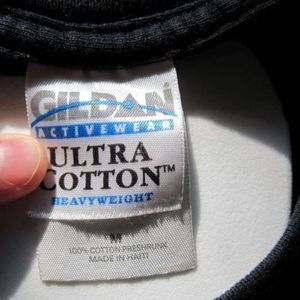 GILDAN
ACTIVEWEAR
ULTRA
COTTON™
HEAVYWEIGHT
M
100% COTTON PRESHRUNK
MADE IN HAITI